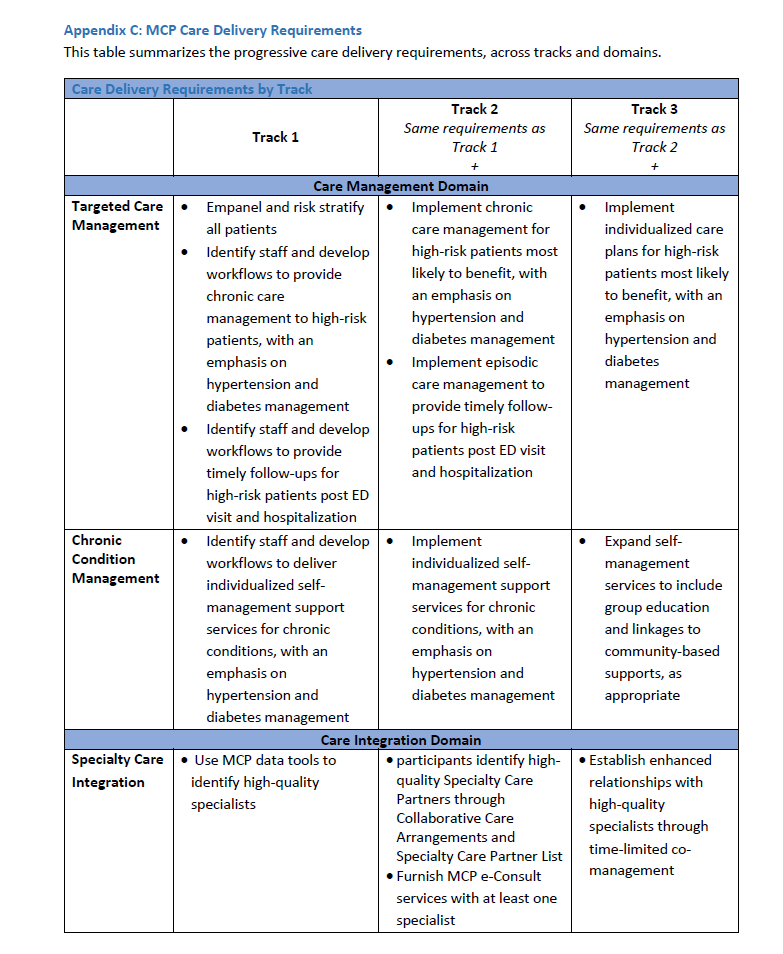 Appendix C: MCP Care Delivery Requirements
This table summarizes the progressive care delivery requirements, across tracks and domains.
Care Delivery Requirements by Track
Track 1
Track 2
Same requirements as
Track 1
+
Track 3
Same requirements as
Track 2
+
Care Management Domain
Targeted Care
Management
• Empanel and risk stratify
all patients
• Identify staff and develop
workflows to provide
chronic care
management to high-risk
patients, with an
emphasis on
hypertension and
diabetes management
• Identify staff and develop
workflows to provide
timely follow-ups for
high-risk patients post ED
visit and hospitalization
• Implement chronic
care management for
high-risk patients most
likely to benefit, with
an emphasis on
hypertension and
diabetes management
• Implement episodic
care management to
provide timely follow-
ups for high-risk
patients post ED visit
and hospitalization
• Implement
individualized care
plans for high-risk
patients most likely
to benefit, with an
emphasis on
hypertension and
diabetes
management
Chronic
Condition
Management
• Identify staff and develop
workflows to deliver
individualized self-
management support
services for chronic
conditions, with an
emphasis on
hypertension and
diabetes management
• Implement
individualized self-
management support
services for chronic
conditions, with an
emphasis on
hypertension and
diabetes management
• Expand self-
management
services to include
group education
and linkages to
community-based
supports, as
appropriate
Care Integration Domain
Specialty Care
Integration
• Use MCP data tools to
identify high-quality
specialists
• participants identify high-
quality Specialty Care
Partners through
Collaborative Care
Arrangements and
Specialty Care Partner List
• Furnish MCP e-Consult
services with at least one
specialist
• Establish enhanced
relationships with
high-quality
specialists through
time-limited co-
management